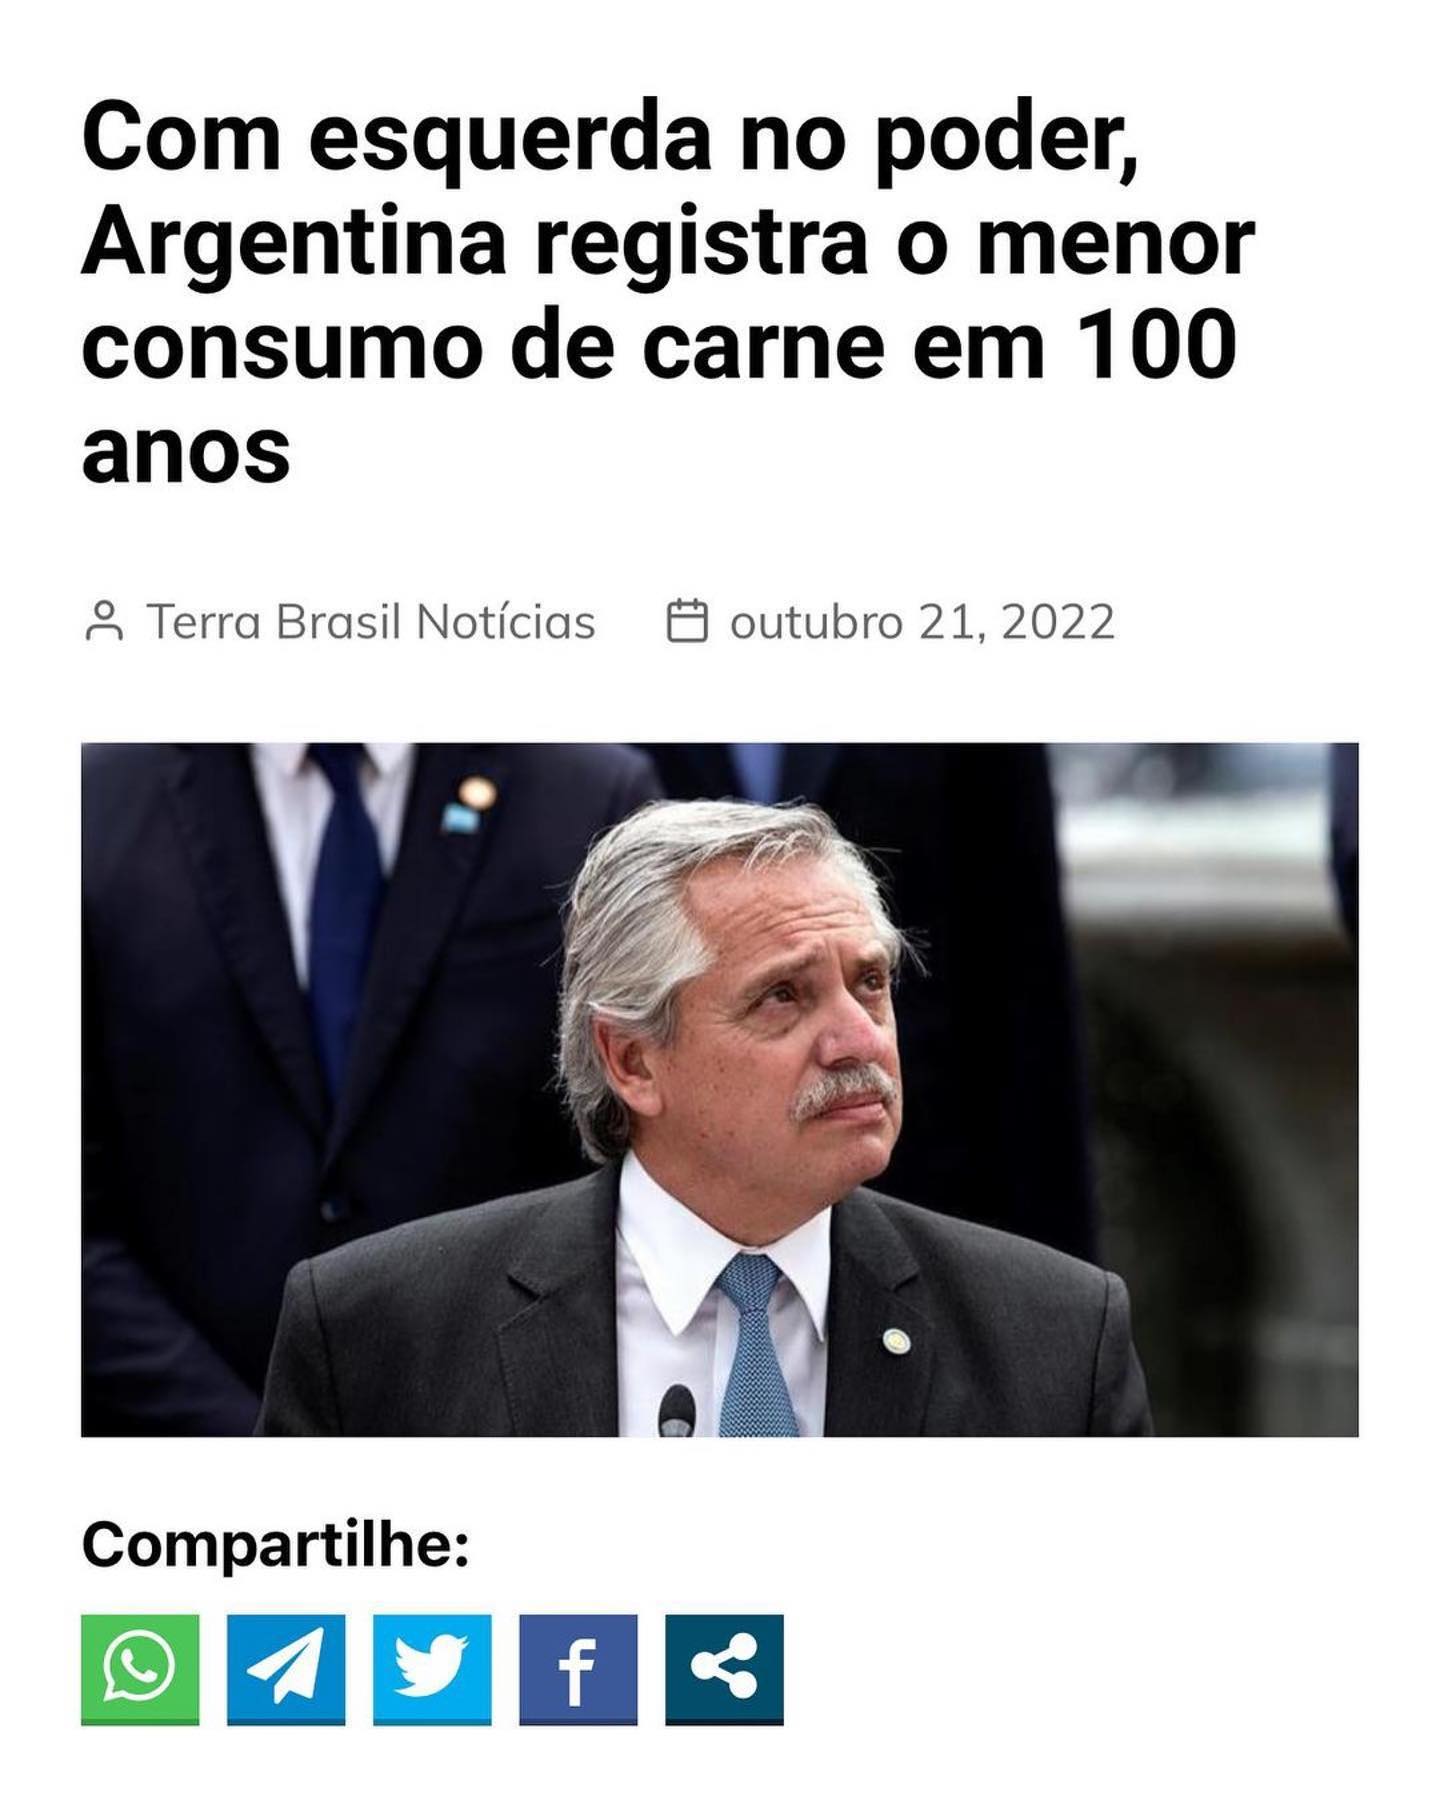 Com esquerda no poder,
Argentina registra o menor
consumo de carne em 100
anos
Terra Brasil Notícias outubro 21, 2022
Compartilhe: